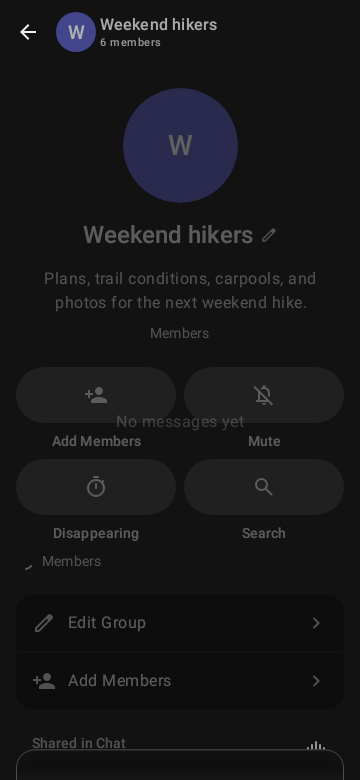 W
Weekend hikers
6 members
W
Weekend hikers
Plans, trail conditions, carpools, and
photos for the next weekend hike.
Members
No messages yet
Add Members
Mute
Disappearing
Search
Members
Edit Group
Add Members
Shared in Chat